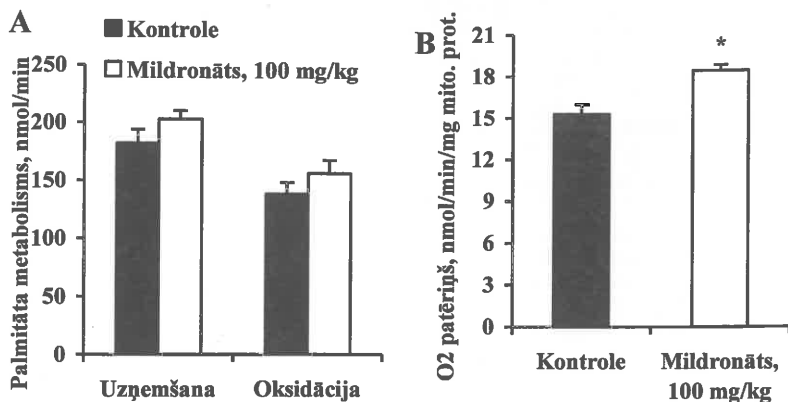 A
Kontrole
Mildronāts, 100 mg/kg
Palmitāta metabolisms, nmol/min
250
200
150
100
50
0
Uzņemšana
Oksidācija
B
O2 patēriņš, nmol/min/mg mito. prot.
21
18
15
12
9
6
3
0
*
Kontrole
Mildronāts,
100 mg/kg